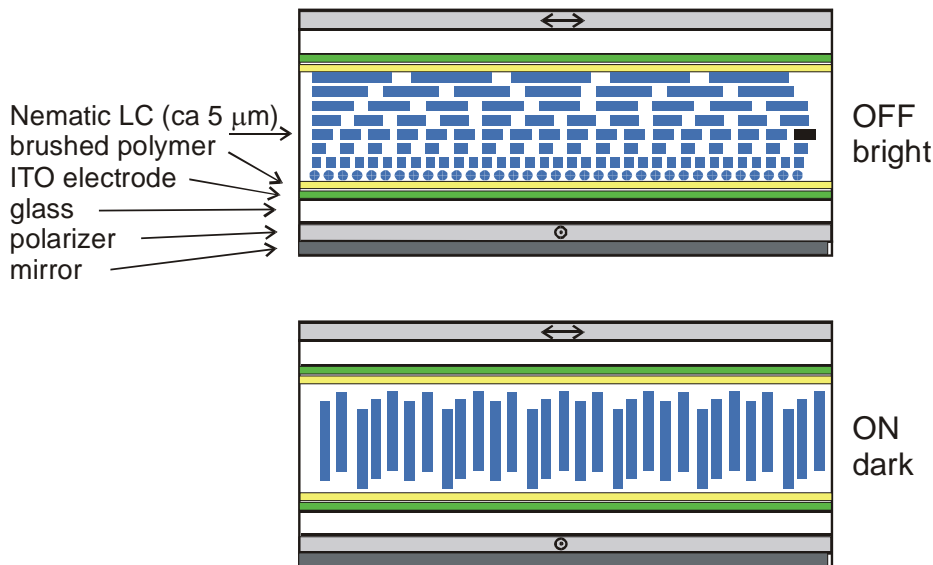 Nematic LC (ca 5 μm)
brushed polymer
ITO electrode
glass
polarizer
mirror
OFF
bright
ON
dark